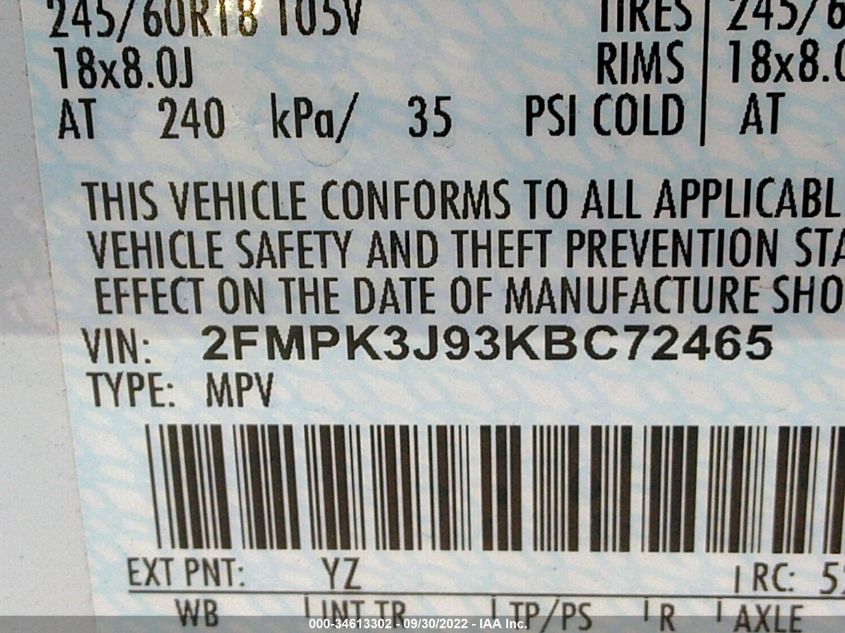 245/60R18 105V TIRES 245/6
18x8.0J RIMS 18x8.0
AT 240 kPa/ 35 PSI COLD AT
THIS VEHICLE CONFORMS TO ALL APPLICABL
VEHICLE SAFETY AND THEFT PREVENTION STA
EFFECT ON THE DATE OF MANUFACTURE SHO
VIN: 2FMPK3J93KBC72465
TYPE: MPV
EXT PNT: YZ RC: 52
WB INT TR TP/PS R AXLE
000-34613302 - 09/30/2022 - IAA Inc.